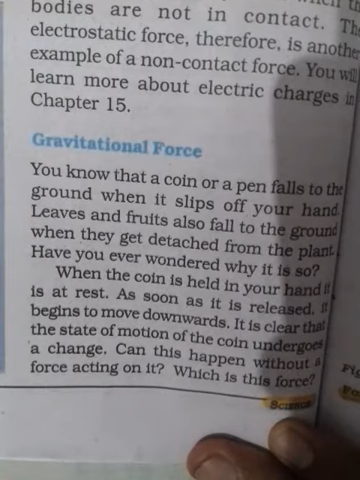 bodies are not in contact. The
electrostatic force, therefore, is another
example of a non-contact force. You will
learn more about electric charges in
Chapter 15.
Gravitational Force
You know that a coin or a pen falls to the
ground when it slips off your hand.
Leaves and fruits also fall to the ground
when they get detached from the plant.
Have you ever wondered why it is so?
When the coin is held in your hand it
is at rest. As soon as it is released, it
begins to move downwards. It is clear that
the state of motion of the coin undergoes
a change. Can this happen without a
force acting on it? Which is this force?
Science